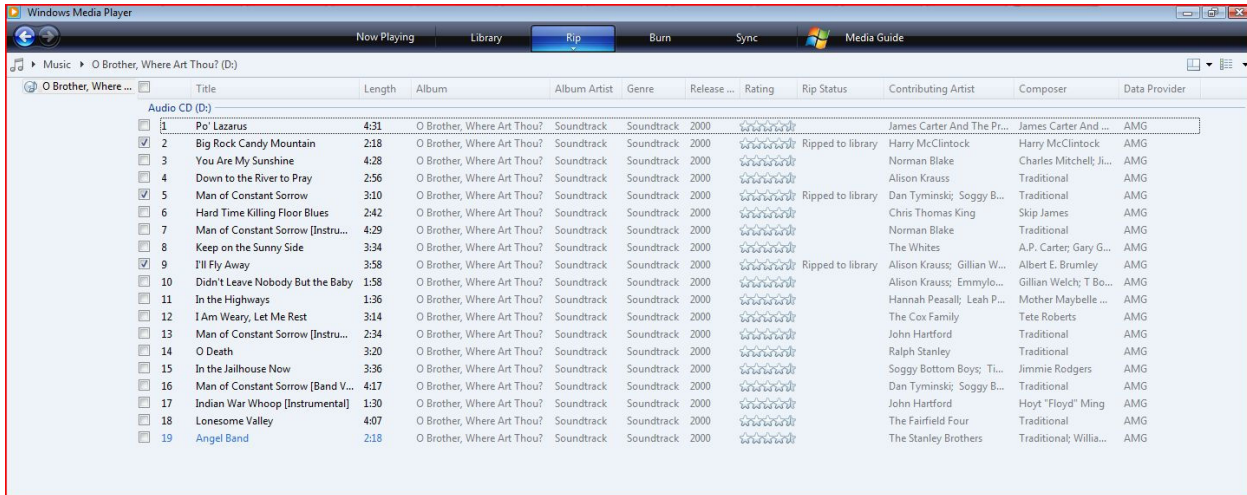 Windows Media Player
Now Playing Library Rip Burn Sync Media Guide
Music O Brother, Where Art Thou? (D:)
O Brother, Where ... Title Length Album Album Artist Genre Release ... Rating Rip Status Contributing Artist Composer Data Provider
Audio CD (D:)
1 Po' Lazarus 4:31 O Brother, Where Art Thou? Soundtrack Soundtrack 2000 James Carter And The Pr... James Carter And ... AMG
2 Big Rock Candy Mountain 2:18 O Brother, Where Art Thou? Soundtrack Soundtrack 2000 Ripped to library Harry McClintock Harry McClintock AMG
3 You Are My Sunshine 4:28 O Brother, Where Art Thou? Soundtrack Soundtrack 2000 Norman Blake Charles Mitchell; Ji... AMG
4 Down to the River to Pray 2:56 O Brother, Where Art Thou? Soundtrack Soundtrack 2000 Alison Krauss Traditional AMG
5 Man of Constant Sorrow 3:10 O Brother, Where Art Thou? Soundtrack Soundtrack 2000 Ripped to library Dan Tyminski; Soggy B... Traditional AMG
6 Hard Time Killing Floor Blues 2:42 O Brother, Where Art Thou? Soundtrack Soundtrack 2000 Chris Thomas King Skip James AMG
7 Man of Constant Sorrow [Instru... 4:29 O Brother, Where Art Thou? Soundtrack Soundtrack 2000 Norman Blake Traditional AMG
8 Keep on the Sunny Side 3:34 O Brother, Where Art Thou? Soundtrack Soundtrack 2000 The Whites A.P. Carter; Gary G... AMG
9 I'll Fly Away 3:58 O Brother, Where Art Thou? Soundtrack Soundtrack 2000 Ripped to library Alison Krauss; Gillian W... Albert E. Brumley AMG
10 Didn't Leave Nobody But the Baby 1:58 O Brother, Where Art Thou? Soundtrack Soundtrack 2000 Alison Krauss; Emmylo... Gillian Welch; T Bo... AMG
11 In the Highways 1:36 O Brother, Where Art Thou? Soundtrack Soundtrack 2000 Hannah Peasall; Leah P... Mother Maybelle ... AMG
12 I Am Weary, Let Me Rest 3:14 O Brother, Where Art Thou? Soundtrack Soundtrack 2000 The Cox Family Tete Roberts AMG
13 Man of Constant Sorrow [Instru... 2:34 O Brother, Where Art Thou? Soundtrack Soundtrack 2000 John Hartford Traditional AMG
14 O Death 3:20 O Brother, Where Art Thou? Soundtrack Soundtrack 2000 Ralph Stanley Traditional AMG
15 In the Jailhouse Now 3:36 O Brother, Where Art Thou? Soundtrack Soundtrack 2000 Soggy Bottom Boys; Ti... Jimmie Rodgers AMG
16 Man of Constant Sorrow [Band V... 4:17 O Brother, Where Art Thou? Soundtrack Soundtrack 2000 Dan Tyminski; Soggy B... Traditional AMG
17 Indian War Whoop [Instrumental] 1:30 O Brother, Where Art Thou? Soundtrack Soundtrack 2000 John Hartford Hoyt "Floyd" Ming AMG
18 Lonesome Valley 4:07 O Brother, Where Art Thou? Soundtrack Soundtrack 2000 The Fairfield Four Traditional AMG
19 Angel Band 2:18 O Brother, Where Art Thou? Soundtrack Soundtrack 2000 The Stanley Brothers Traditional; Willia... AMG